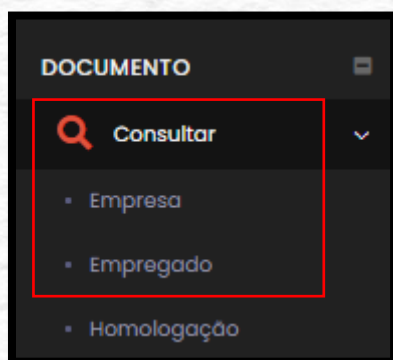 DOCUMENTO
Consultar
Empresa
Empregado
Homologação